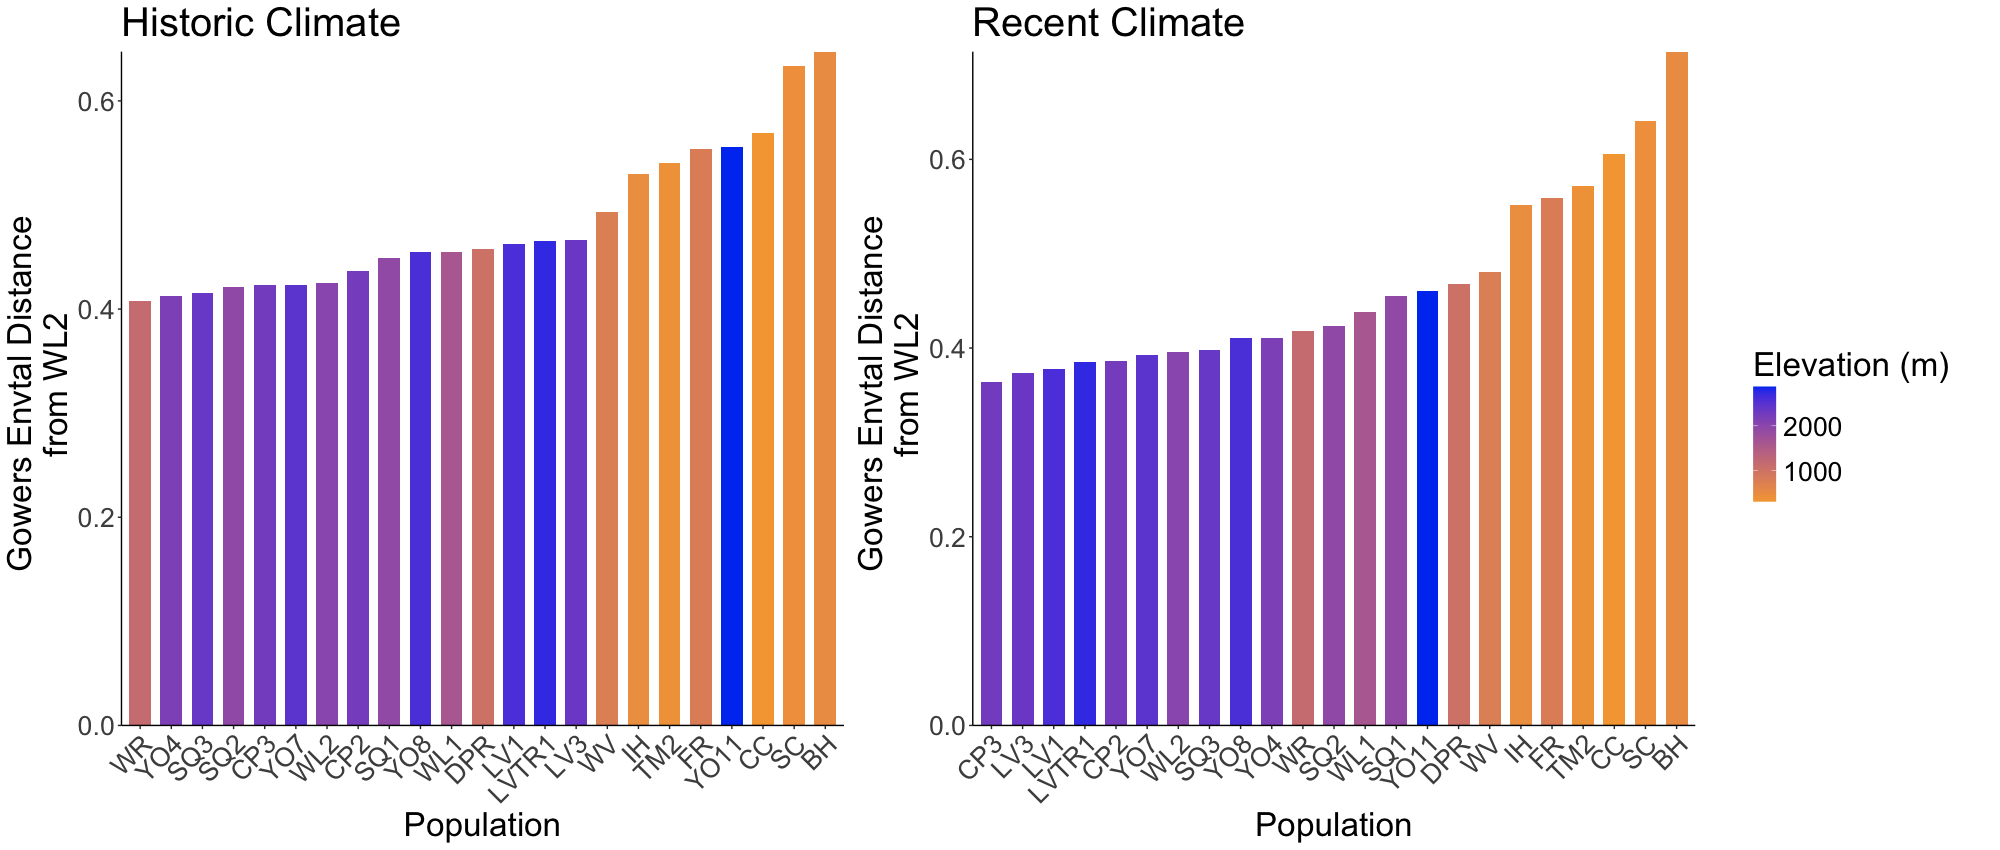 Historic Climate
Gowers Envtal Distance
from WL2
0.6
0.4
0.2
0.0
WR
YO4
SQ3
SQ2
CP3
YO7
WL2
CP2
SQ1
YO8
WL1
DPR
LV1
LVTR1
LV3
WV
IH
TM2
FR
YO11
CC
SC
BH
Population
Recent Climate
Gowers Envtal Distance
from WL2
0.6
0.4
0.2
0.0
CP3
LV3
LV1
LVTR1
CP2
YO7
WL2
SQ3
YO8
YO4
WR
SQ2
WL1
SQ1
YO11
DPR
WV
IH
FR
TM2
CC
SC
BH
Population
Elevation (m)
2000
1000